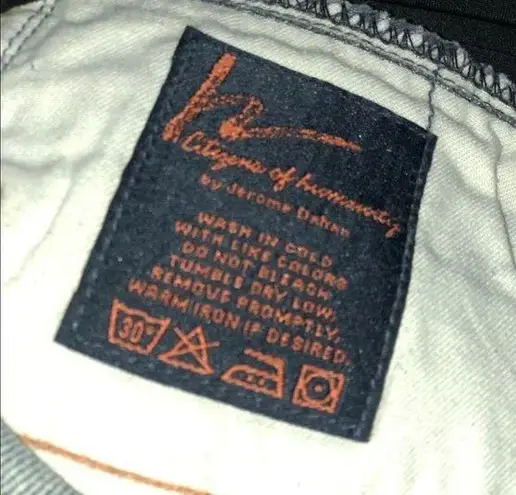 h
Citizens of humanity
by Jerome Dahan
WASH IN COLD
WITH LIKE COLORS
DO NOT BLEACH
TUMBLE DRY LOW,
REMOVE PROMPTLY,
WARM IRON IF DESIRED.
30°